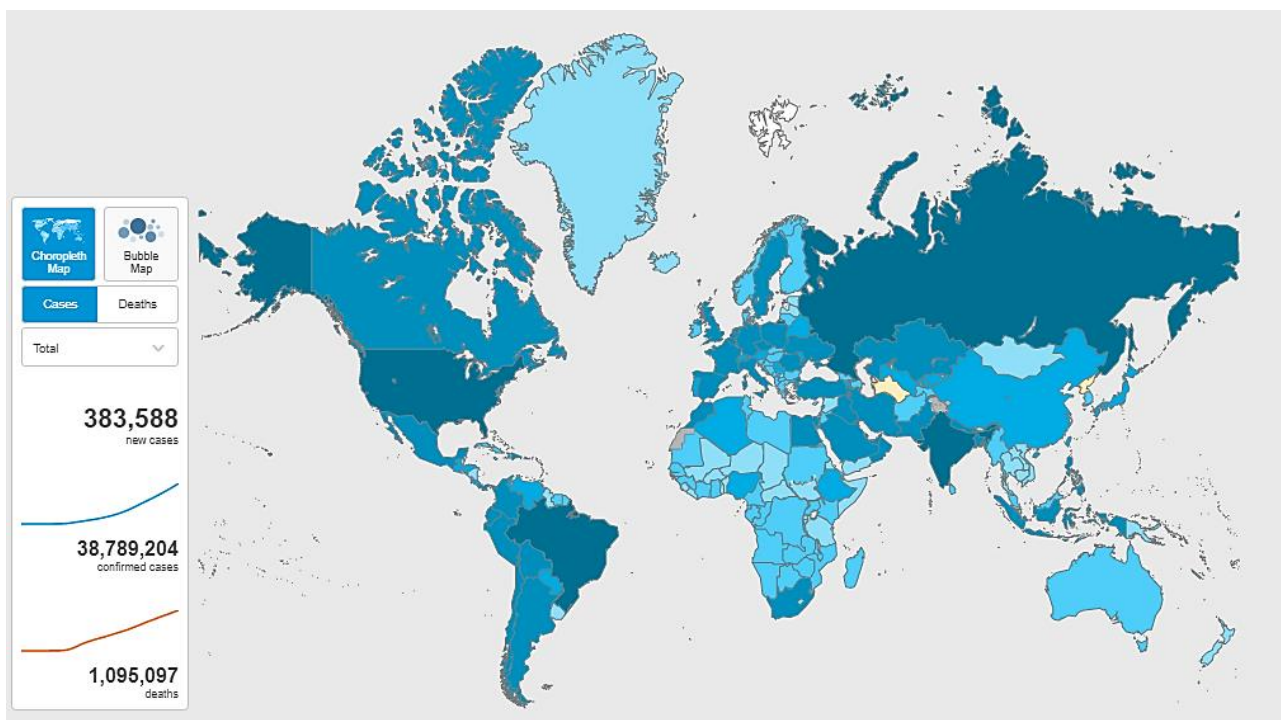 Choropleth
Map
Bubble
Map
Cases
Deaths
Total
383,588
new cases
38,789,204
confirmed cases
1,095,097
deaths